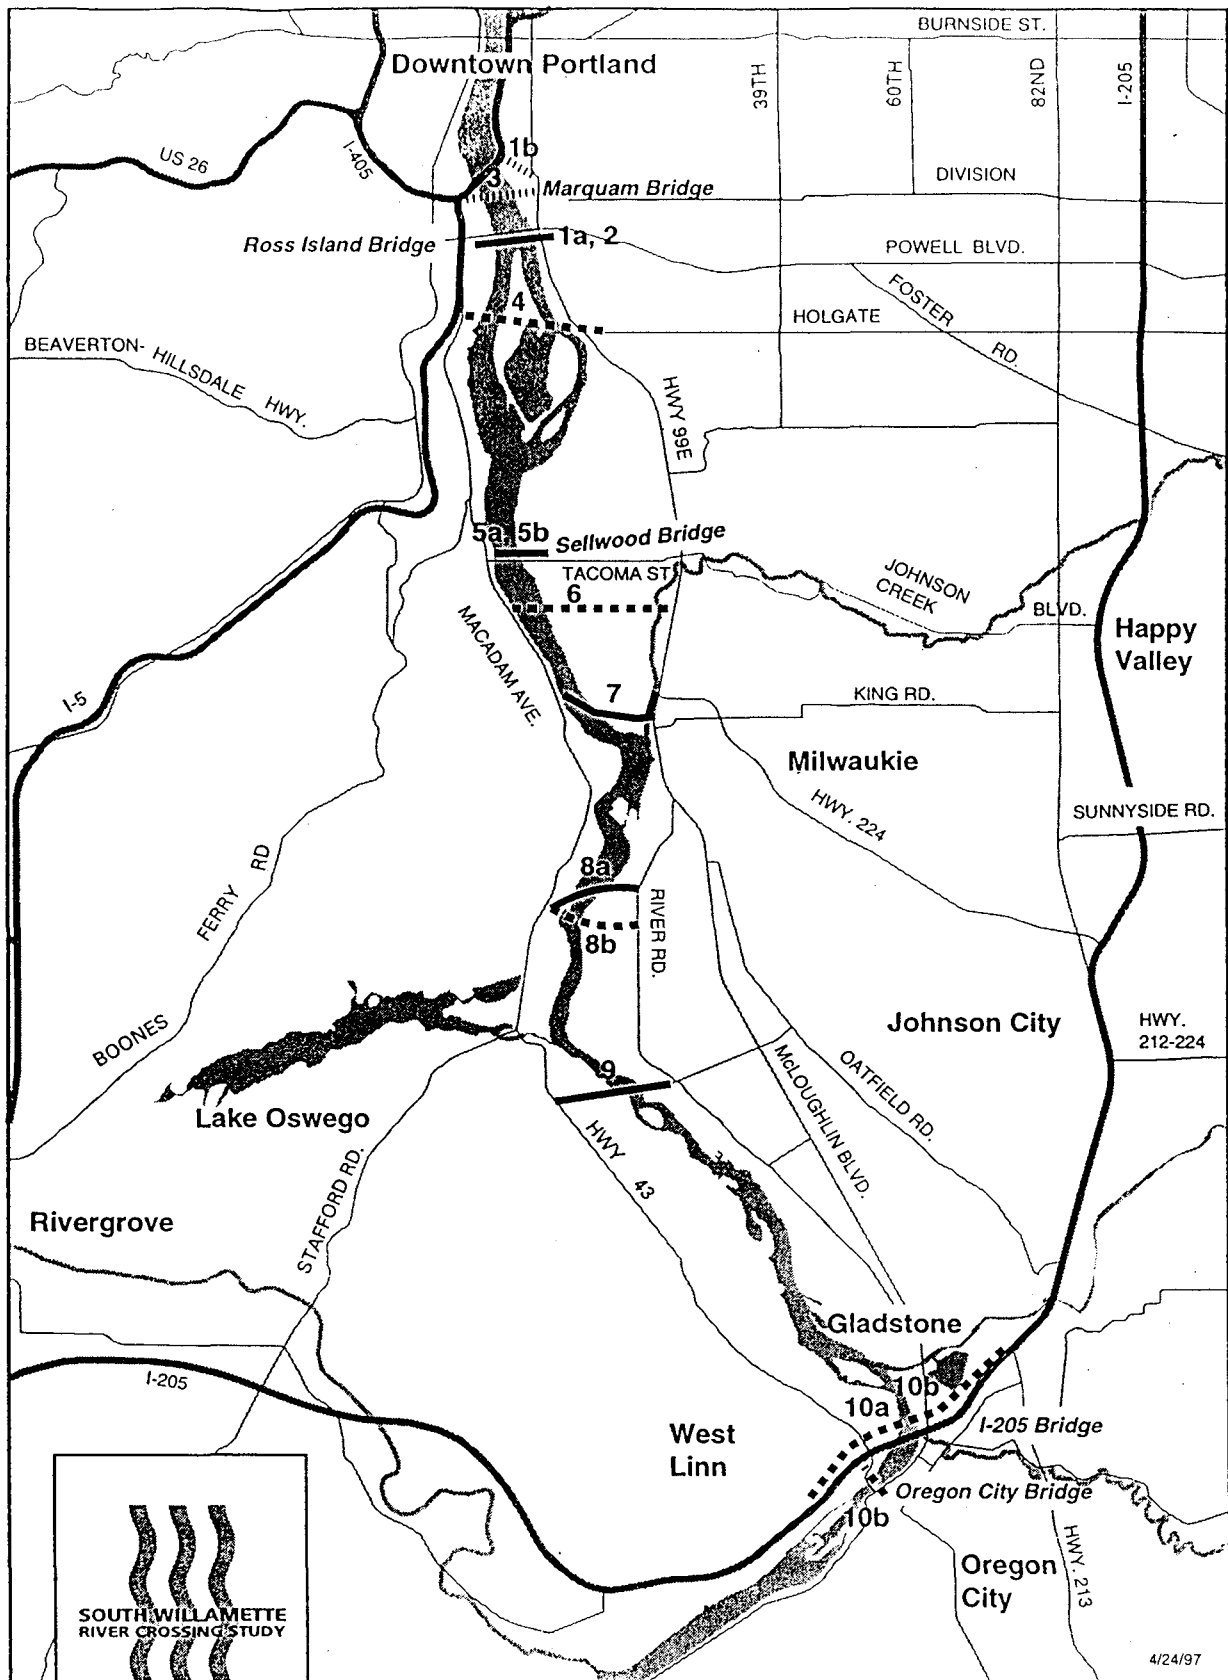 BURNSIDE ST.
Downtown Portland
39TH
60TH
82ND
I-205
US 26
I-405
1b
3
DIVISION
Marquam Bridge
Ross Island Bridge
1a, 2
POWELL BLVD.
4
HOLGATE
FOSTER
RD.
BEAVERTON-
HILLSDALE
HWY.
HWY 99E
5a, 5b
Sellwood Bridge
TACOMA ST
6
JOHNSON
CREEK
BLVD.
Happy
Valley
MACADAM AVE.
I-5
7
KING RD.
Milwaukie
HWY. 224
SUNNYSIDE RD.
8a
RIVER RD.
8b
BOONES
FERRY
RD
Johnson City
HWY.
212-224
9
Lake Oswego
McLOUGHLIN BLVD.
OATFIELD RD.
HWY
43
STAFFORD RD.
Rivergrove
Gladstone
I-205
10b
10a
I-205 Bridge
West
Linn
Oregon City Bridge
10b
HWY. 213
Oregon
City
SOUTH WILLAMETTE
RIVER CROSSING STUDY
4/24/97